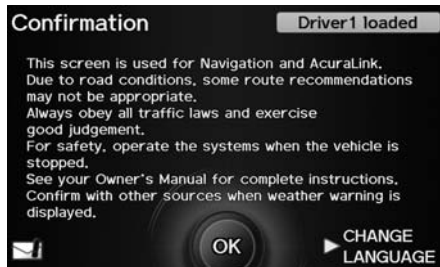 Confirmation
Driver1 loaded
This screen is used for Navigation and AcuraLink.
Due to road conditions, some route recommendations
may not be appropriate.
Always obey all traffic laws and exercise
good judgement.
For safety, operate the systems when the vehicle is
stopped.
See your Owner's Manual for complete instructions.
Confirm with other sources when weather warning is
displayed.
OK
CHANGE
LANGUAGE